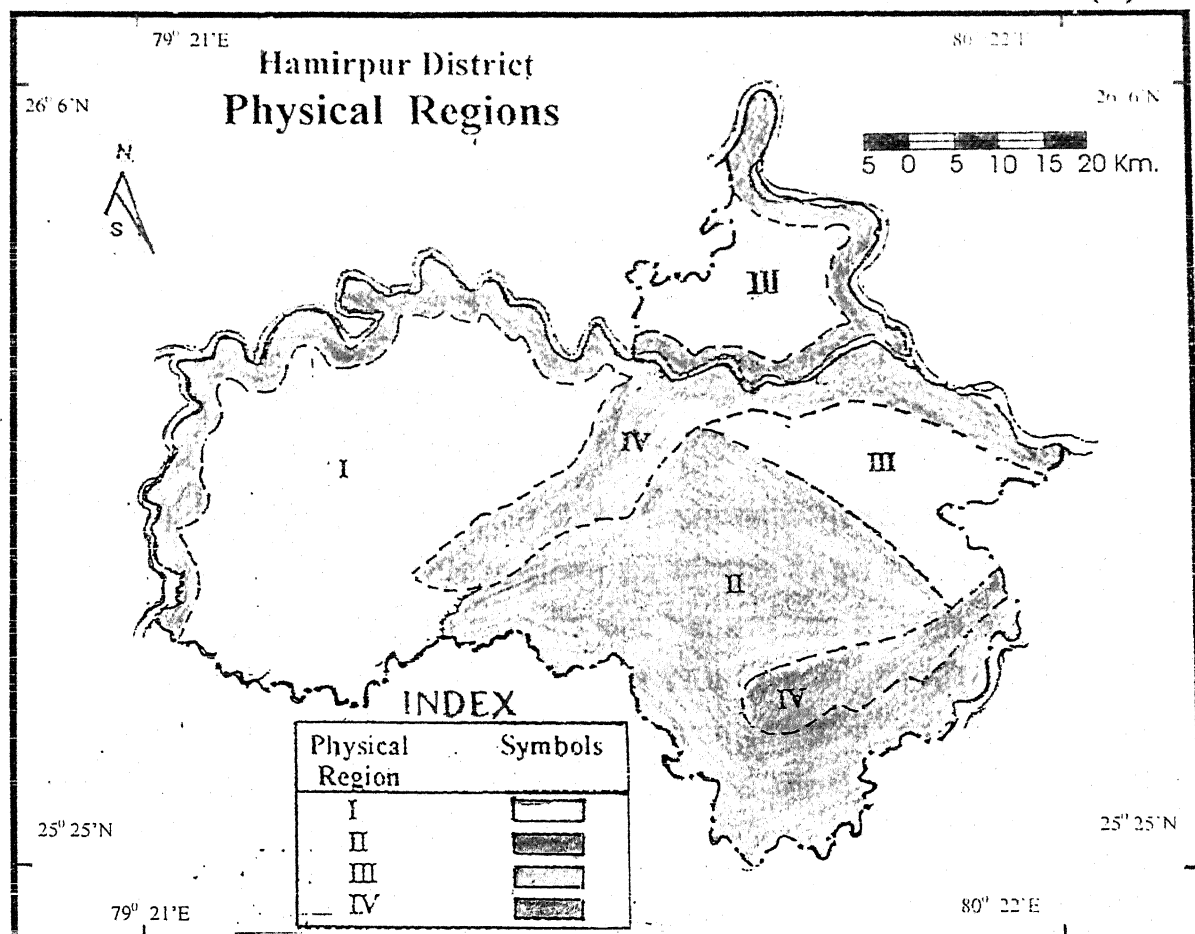 79° 21'E
Hamirpur District
Physical Regions
26° 6'N
N
S
5 0 5 10 15 20 Km.
III
I
IV
III
II
IV
INDEX
Physical Region Symbols
I
II
III
IV
25° 25'N
25° 25'N
79° 21'E
80° 22'E